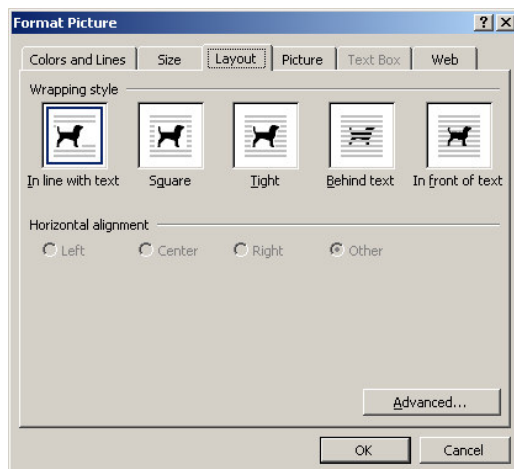 Format Picture
Colors and Lines Size Layout Picture Text Box Web
Wrapping style
In line with text Square Tight Behind text In front of text
Horizontal alignment
Left Center Right Other
Advanced...
OK Cancel